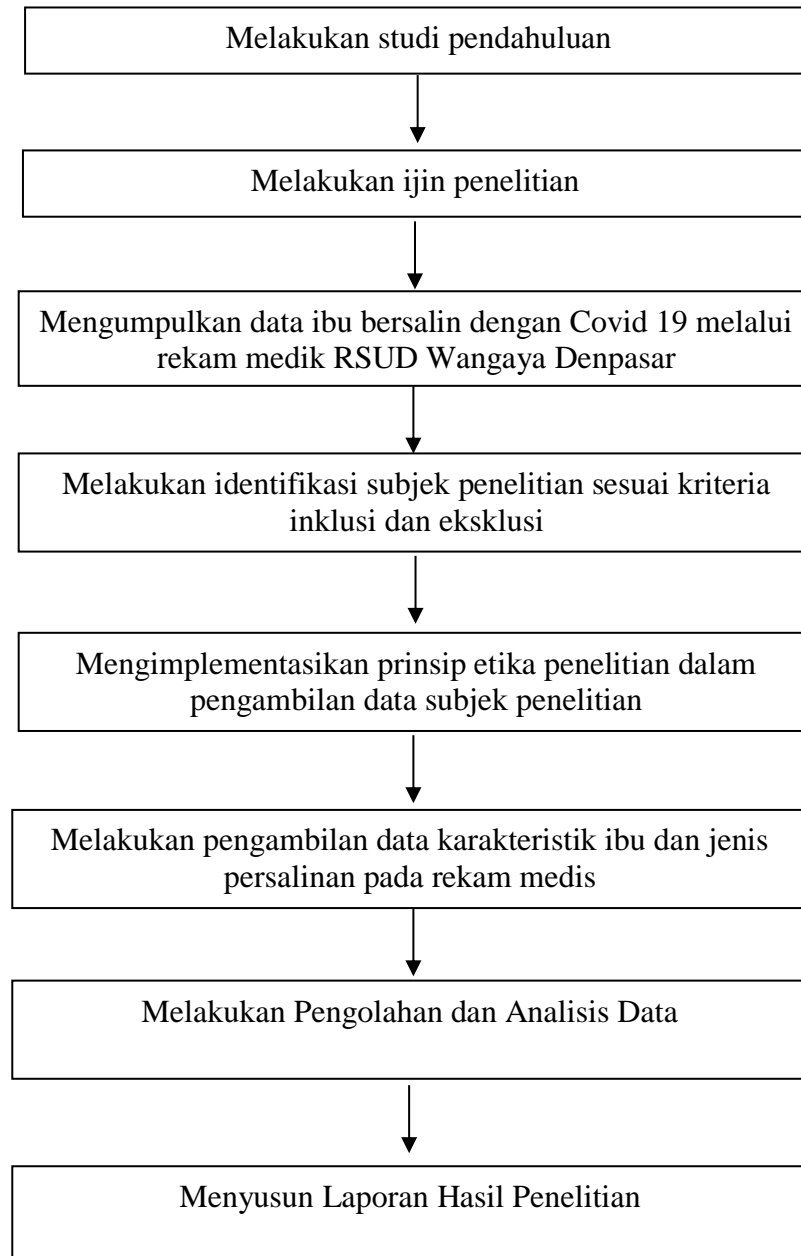 Melakukan studi pendahuluan
Melakukan ijin penelitian
Mengumpulkan data ibu bersalin dengan Covid 19 melalui
rekam medik RSUD Wangaya Denpasar
Melakukan identifikasi subjek penelitian sesuai kriteria
inklusi dan eksklusi
Mengimplementasikan prinsip etika penelitian dalam
pengambilan data subjek penelitian
Melakukan pengambilan data karakteristik ibu dan jenis
persalinan pada rekam medis
Melakukan Pengolahan dan Analisis Data
Menyusun Laporan Hasil Penelitian